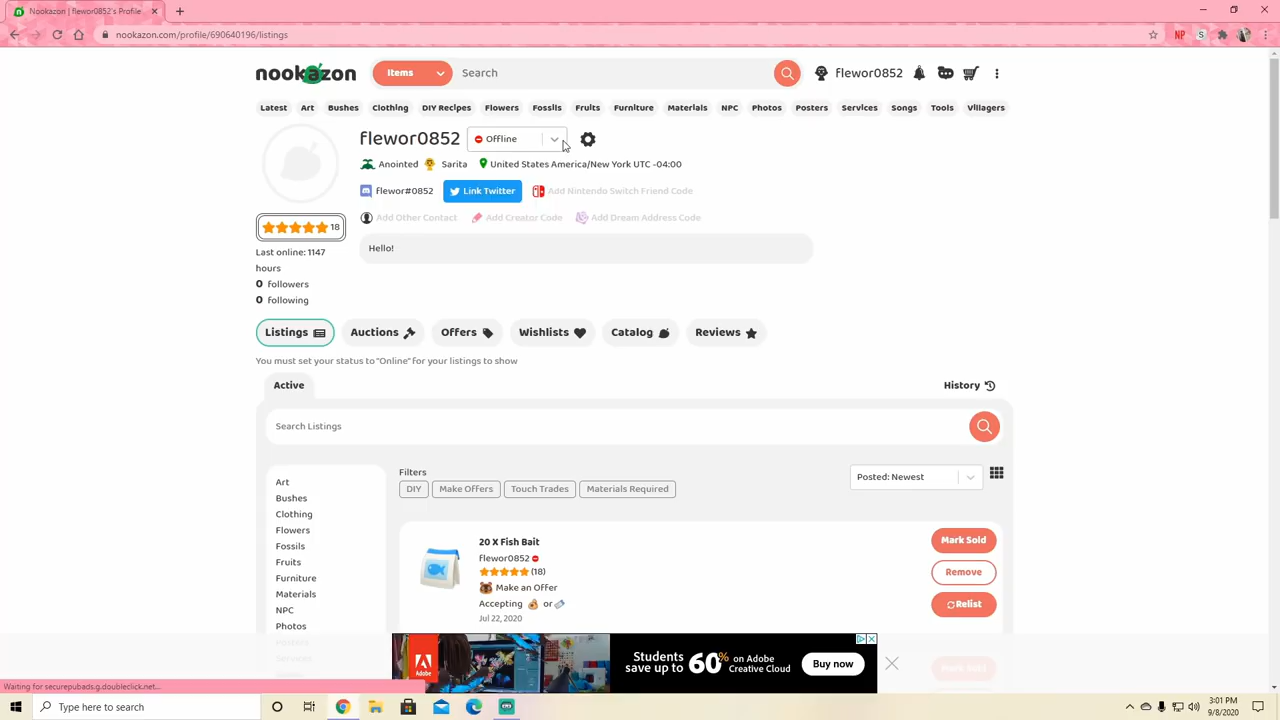 Nookazon | flewor0852's Profile
nookazon.com/profile/690640196/listings
NP S
nookazon Items Search flewor0852
Latest Art Bushes Clothing DIY Recipes Flowers Fossils Fruits Furniture Materials NPC Photos Posters Services Songs Tools Villagers
flewor0852 Offline
Anointed Sarita United States America/New York UTC -04:00
flewor#0852 Link Twitter Add Nintendo Switch Friend Code
Add Other Contact Add Creator Code Add Dream Address Code
18
Hello!
Last online: 1147
hours
0 followers
0 following
Listings Auctions Offers Wishlists Catalog Reviews
You must set your status to "Online" for your listings to show
Active History
Search Listings
Filters
DIY Make Offers Touch Trades Materials Required
Posted: Newest
Art
Bushes
Clothing
Flowers
Fossils
Fruits
Furniture
Materials
NPC
Photos
Posters
Services
20 X Fish Bait
flewor0852
(18)
Make an Offer
Accepting or
Jul 22, 2020
Mark Sold
Remove
Relist
Mark Sold
Adobe
Students
save up to 60% on Adobe
Creative Cloud
Buy now
Waiting for securepubads.g.doubleclick.net...
Type here to search
3:01 PM
9/8/2020